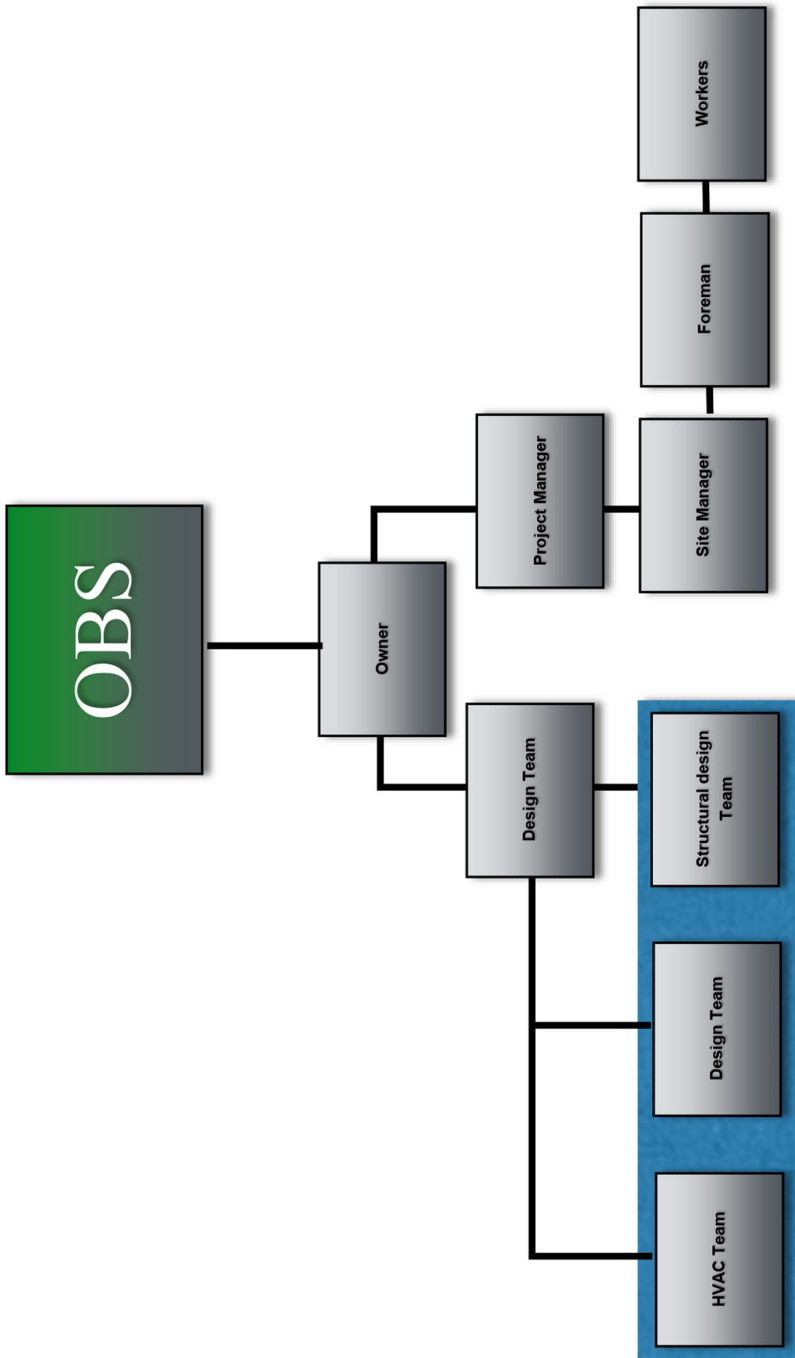 OBS
Owner
Design Team
Project Manager
HVAC Team
Design Team
Structural design
Team
Site Manager
Foreman
Workers